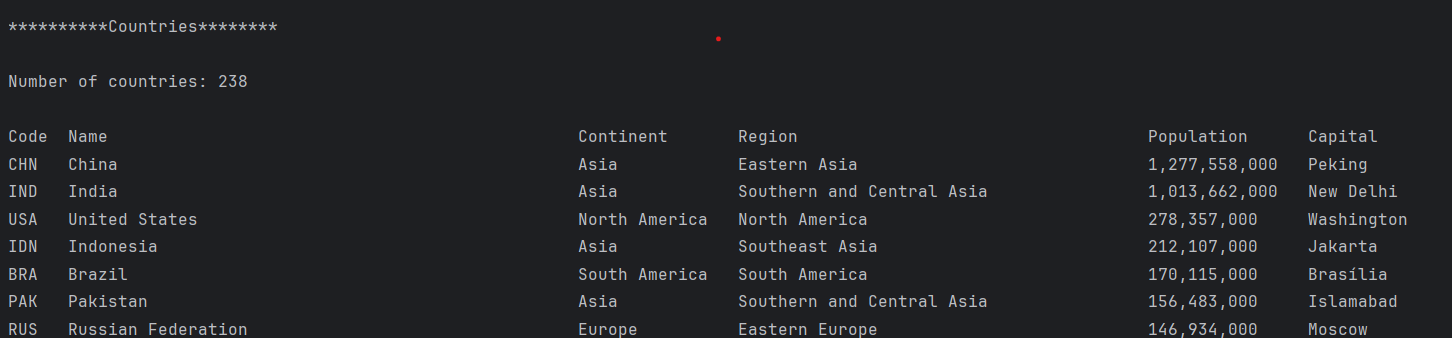 **********Countries********
Number of countries: 238
Code Name Continent Region Population Capital
CHN China Asia Eastern Asia 1,277,558,000 Peking
IND India Asia Southern and Central Asia 1,013,662,000 New Delhi
USA United States North America North America 278,357,000 Washington
IDN Indonesia Asia Southeast Asia 212,107,000 Jakarta
BRA Brazil South America South America 170,115,000 Brasília
PAK Pakistan Asia Southern and Central Asia 156,483,000 Islamabad
RUS Russian Federation Europe Eastern Europe 146,934,000 Moscow